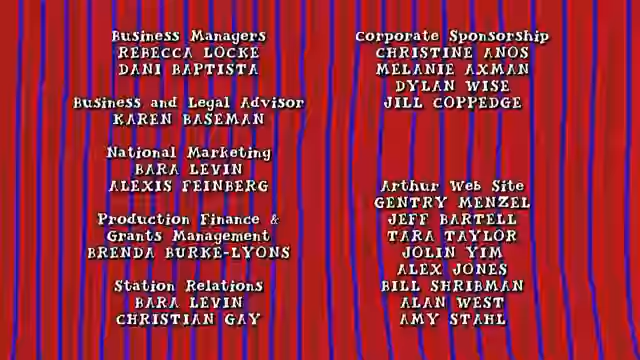 Business Managers
REBECCA LOCKE
DANI BAPTISTA
Business and Legal Advisor
KAREN BASEMAN
National Marketing
BARA LEVIN
ALEXIS FEINBERG
Production Finance &
Grants Management
BRENDA BURKE-LYONS
Station Relations
BARA LEVIN
CHRISTIAN GAY
Corporate Sponsorship
CHRISTINE ANOS
MELANIE AXMAN
DYLAN WISE
JILL COPPEDGE
Arthur Web Site
GENTRY MENZEL
JEFF BARTELL
TARA TAYLOR
JOLIN YIM
ALEX JONES
BILL SHRIBMAN
ALAN WEST
AMY STAHL